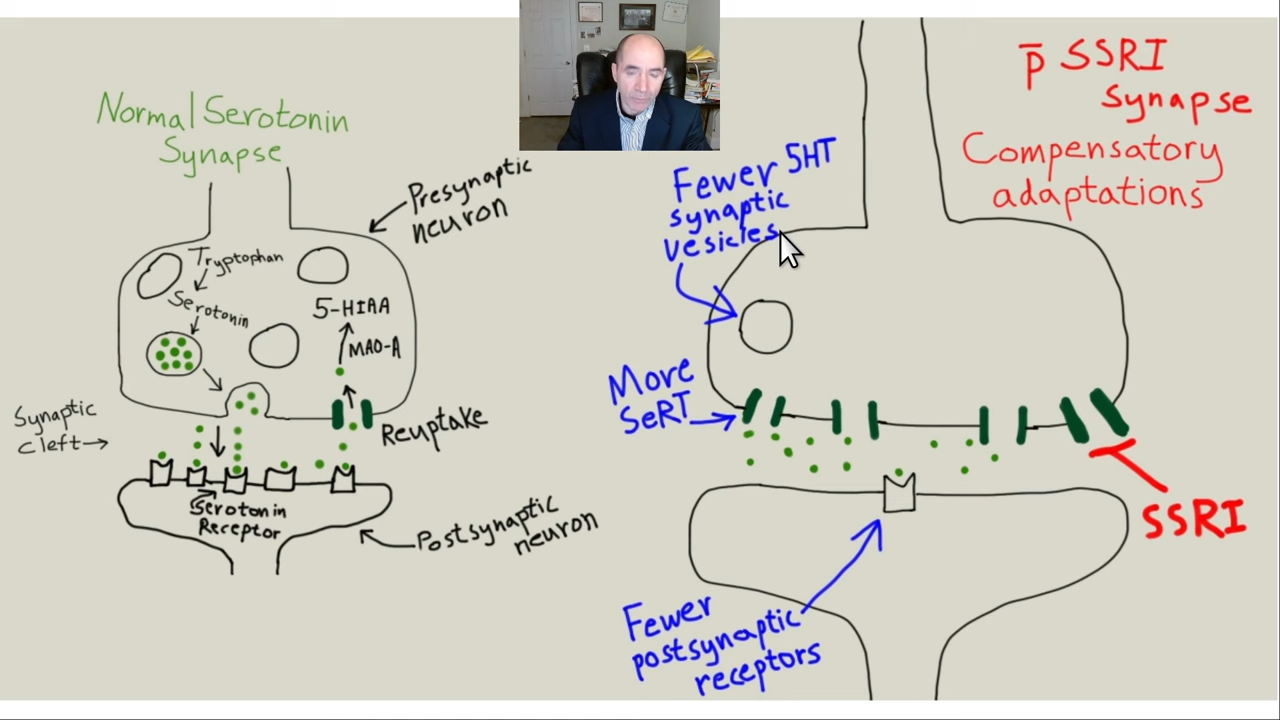 Normal Serotonin
Synapse
Presynaptic
neuron
Tryptophan
Serotonin
5-HIAA
MAO-A
Synaptic
cleft
Reuptake
Serotonin
Receptor
Postsynaptic
neuron
p̄ SSRI
Synapse
Compensatory
adaptations
Fewer 5HT
synaptic
vesicles
More
SeRT
SSRI
Fewer
postsynaptic
receptors